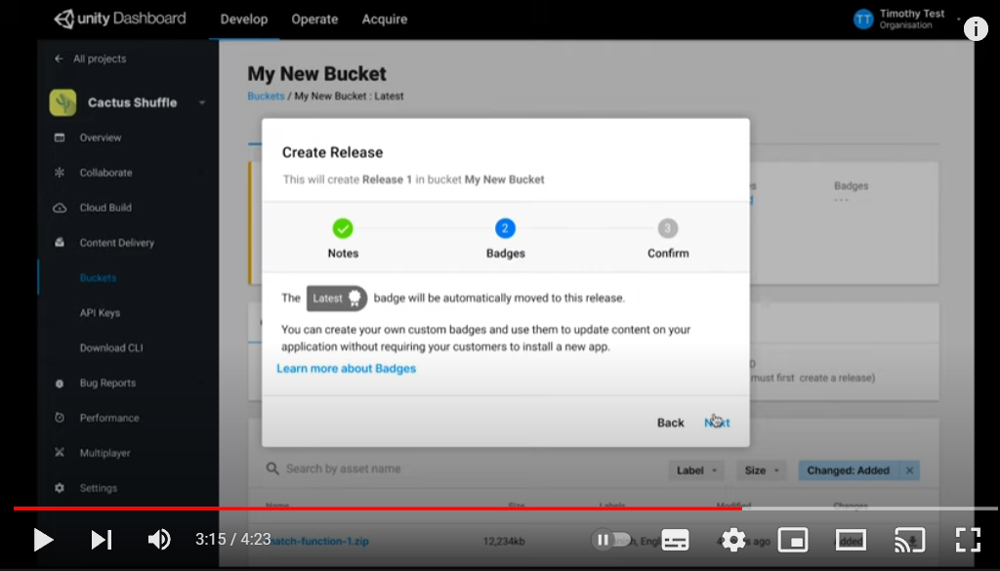 unity Dashboard
Develop Operate Acquire
TT
Timothy Test
Organisation
i
All projects
Cactus Shuffle
Overview
Collaborate
Cloud Build
Content Delivery
Buckets
API Keys
Download CLI
Bug Reports
Performance
Multiplayer
Settings
My New Bucket
Buckets / My New Bucket : Latest
Badges
---
Create Release
This will create Release 1 in bucket My New Bucket
2 3
Notes Badges Confirm
The Latest badge will be automatically moved to this release.
You can create your own custom badges and use them to update content on your
application without requiring your customers to install a new app.
Learn more about Badges
must first create a release)
Back Next
Search by asset name
Label Size Changed: Added ×
Name Size Labels Modified Changes
match-function-1.zip 12,234kb ago Added
3:15 / 4:23